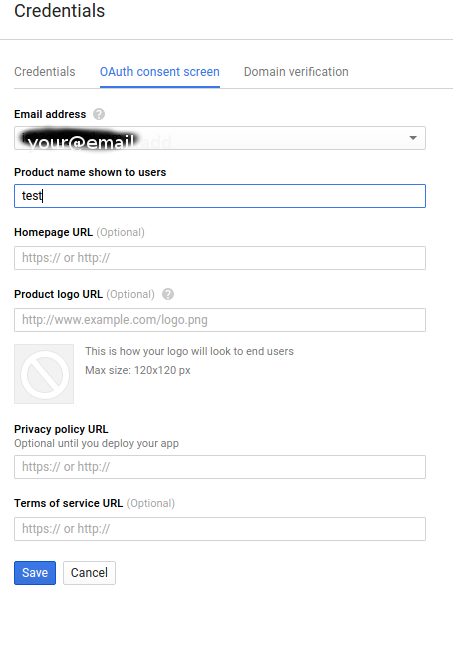 Credentials
Credentials OAuth consent screen Domain verification
Email address ?
your@email add
Product name shown to users
test
Homepage URL (Optional)
https:// or http://
Product logo URL (Optional) ?
http://www.example.com/logo.png
This is how your logo will look to end users
Max size: 120x120 px
Privacy policy URL
Optional until you deploy your app
https:// or http://
Terms of service URL (Optional)
https:// or http://
Save Cancel